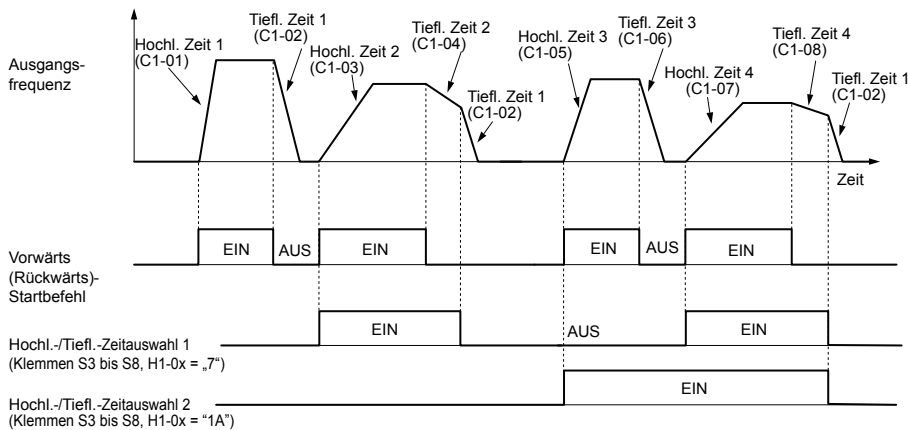 Ausgangs-
frequenz
Hochl. Zeit 1
(C1-01)
Tiefl. Zeit 1
(C1-02)
Hochl. Zeit 2
(C1-03)
Tiefl. Zeit 2
(C1-04)
Tiefl. Zeit 1
(C1-02)
Hochl. Zeit 3
(C1-05)
Tiefl. Zeit 3
(C1-06)
Hochl. Zeit 4
(C1-07)
Tiefl. Zeit 4
(C1-08)
Tiefl. Zeit 1
(C1-02)
Zeit
Vorwärts
(Rückwärts)-
Startbefehl
EIN
AUS
EIN
EIN
AUS
EIN
Hochl.-/Tiefl.-Zeitauswahl 1
(Klemmen S3 bis S8, H1-0x = „7“)
EIN
AUS
EIN
Hochl.-/Tiefl.-Zeitauswahl 2
(Klemmen S3 bis S8, H1-0x = “1A”)
EIN